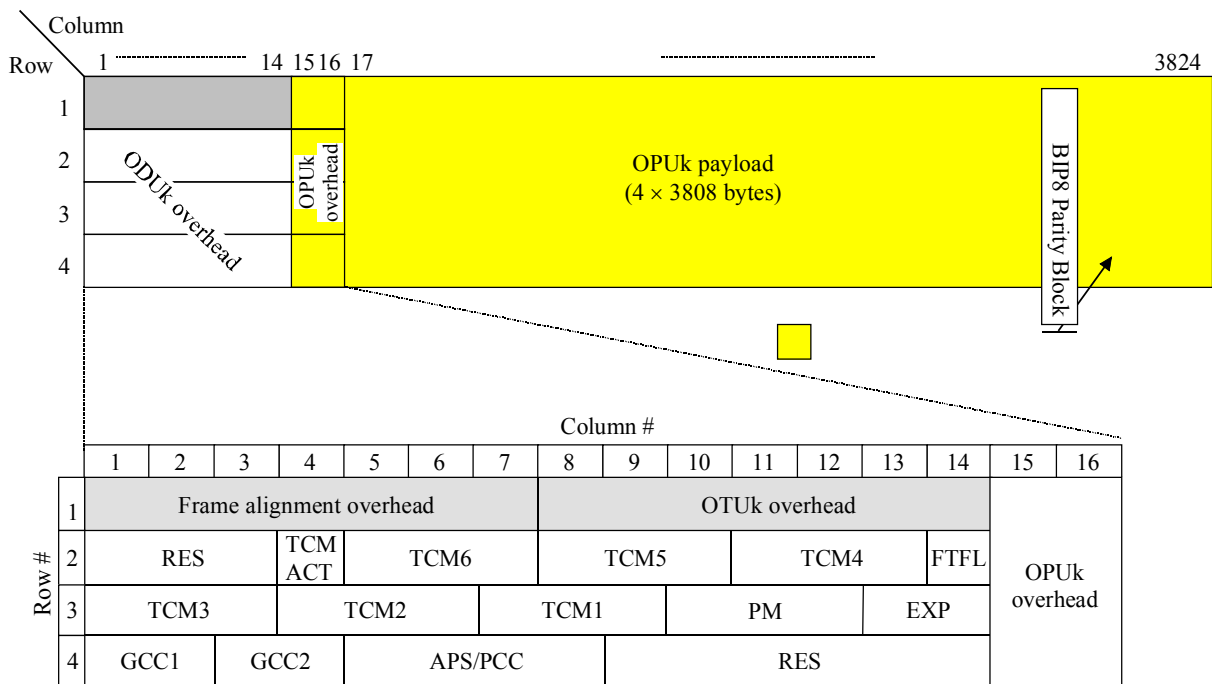 Column
Row 1 14 15 16 17 3824
1
2
3
4
ODUk overhead
OPUk
overhead
OPUk payload
(4 × 3808 bytes)
BIP8 Parity Block
Column #
1 2 3 4 5 6 7 8 9 10 11 12 13 14 15 16
Row #
1 Frame alignment overhead OTUk overhead
2 RES TCM
ACT TCM6 TCM5 TCM4 FTFL
OPUk
overhead
3 TCM3 TCM2 TCM1 PM EXP
4 GCC1 GCC2 APS/PCC RES